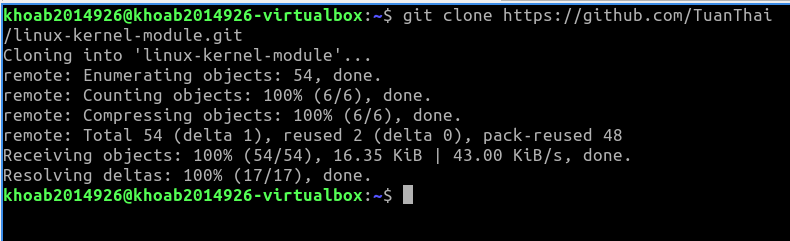 khoab2014926@khoab2014926-virtualbox:~$ git clone https://github.com/TuanThai
/linux-kernel-module.git
Cloning into 'linux-kernel-module'...
remote: Enumerating objects: 54, done.
remote: Counting objects: 100% (6/6), done.
remote: Compressing objects: 100% (6/6), done.
remote: Total 54 (delta 1), reused 2 (delta 0), pack-reused 48
Receiving objects: 100% (54/54), 16.35 KiB | 43.00 KiB/s, done.
Resolving deltas: 100% (17/17), done.
khoab2014926@khoab2014926-virtualbox:~$